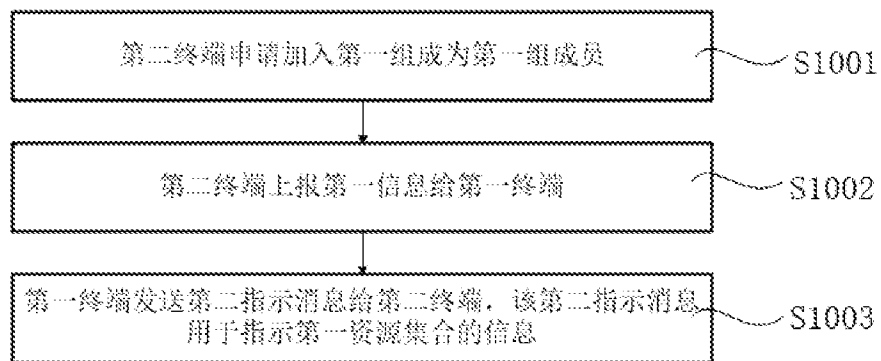 第二终端申请加入第一组成为第一组成员
S1001
第二终端上报第一信息给第一终端
S1002
第一终端发送第二指示消息给第二终端，该第二指示消息
用于指示第一资源集合的信息
S1003